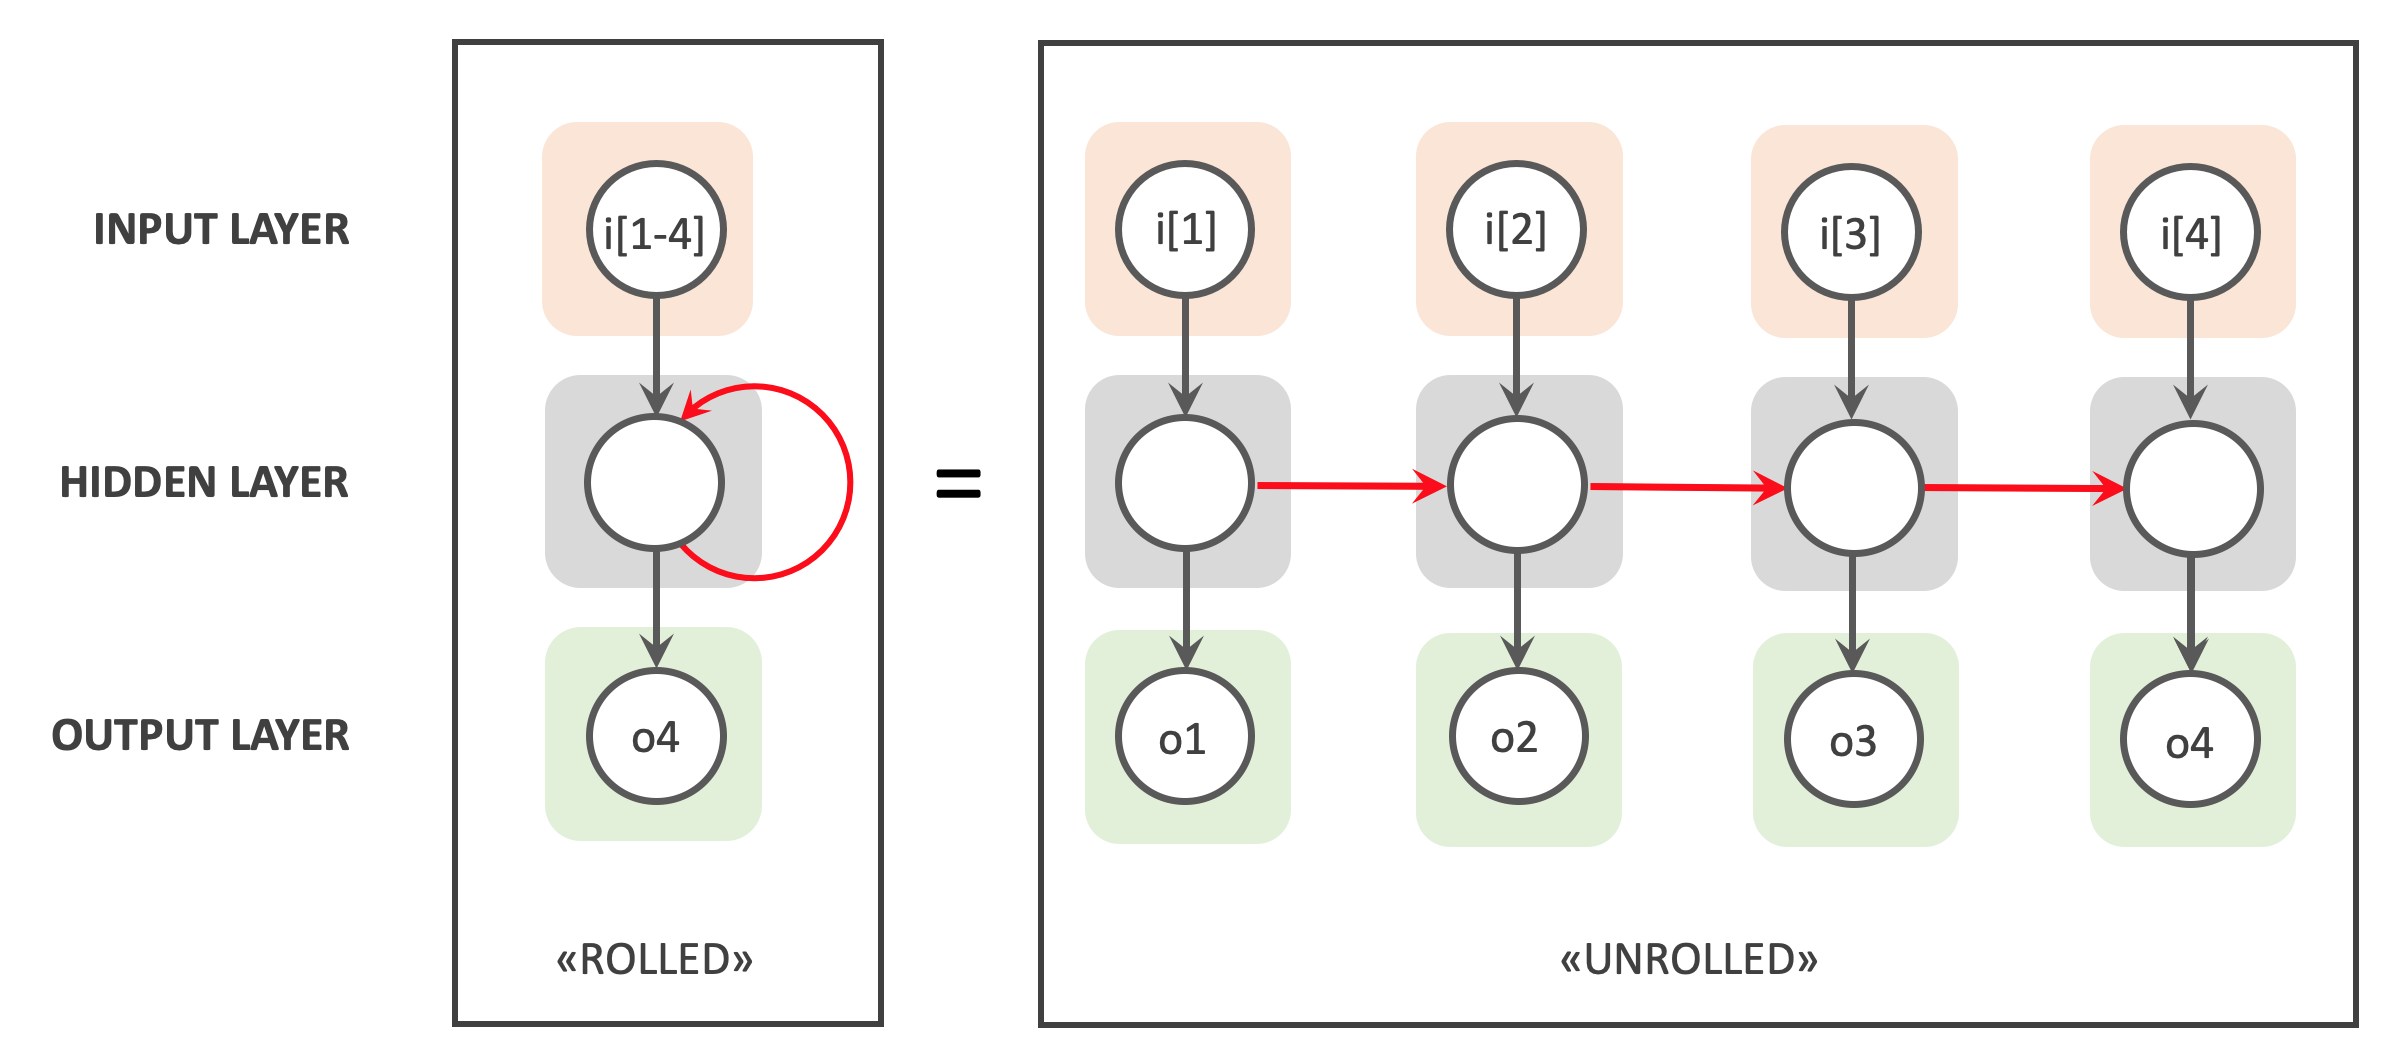 INPUT LAYER
i[1-4]
i[1]
i[2]
i[3]
i[4]
HIDDEN LAYER
=
OUTPUT LAYER
o4
o1
o2
o3
o4
«ROLLED»
«UNROLLED»